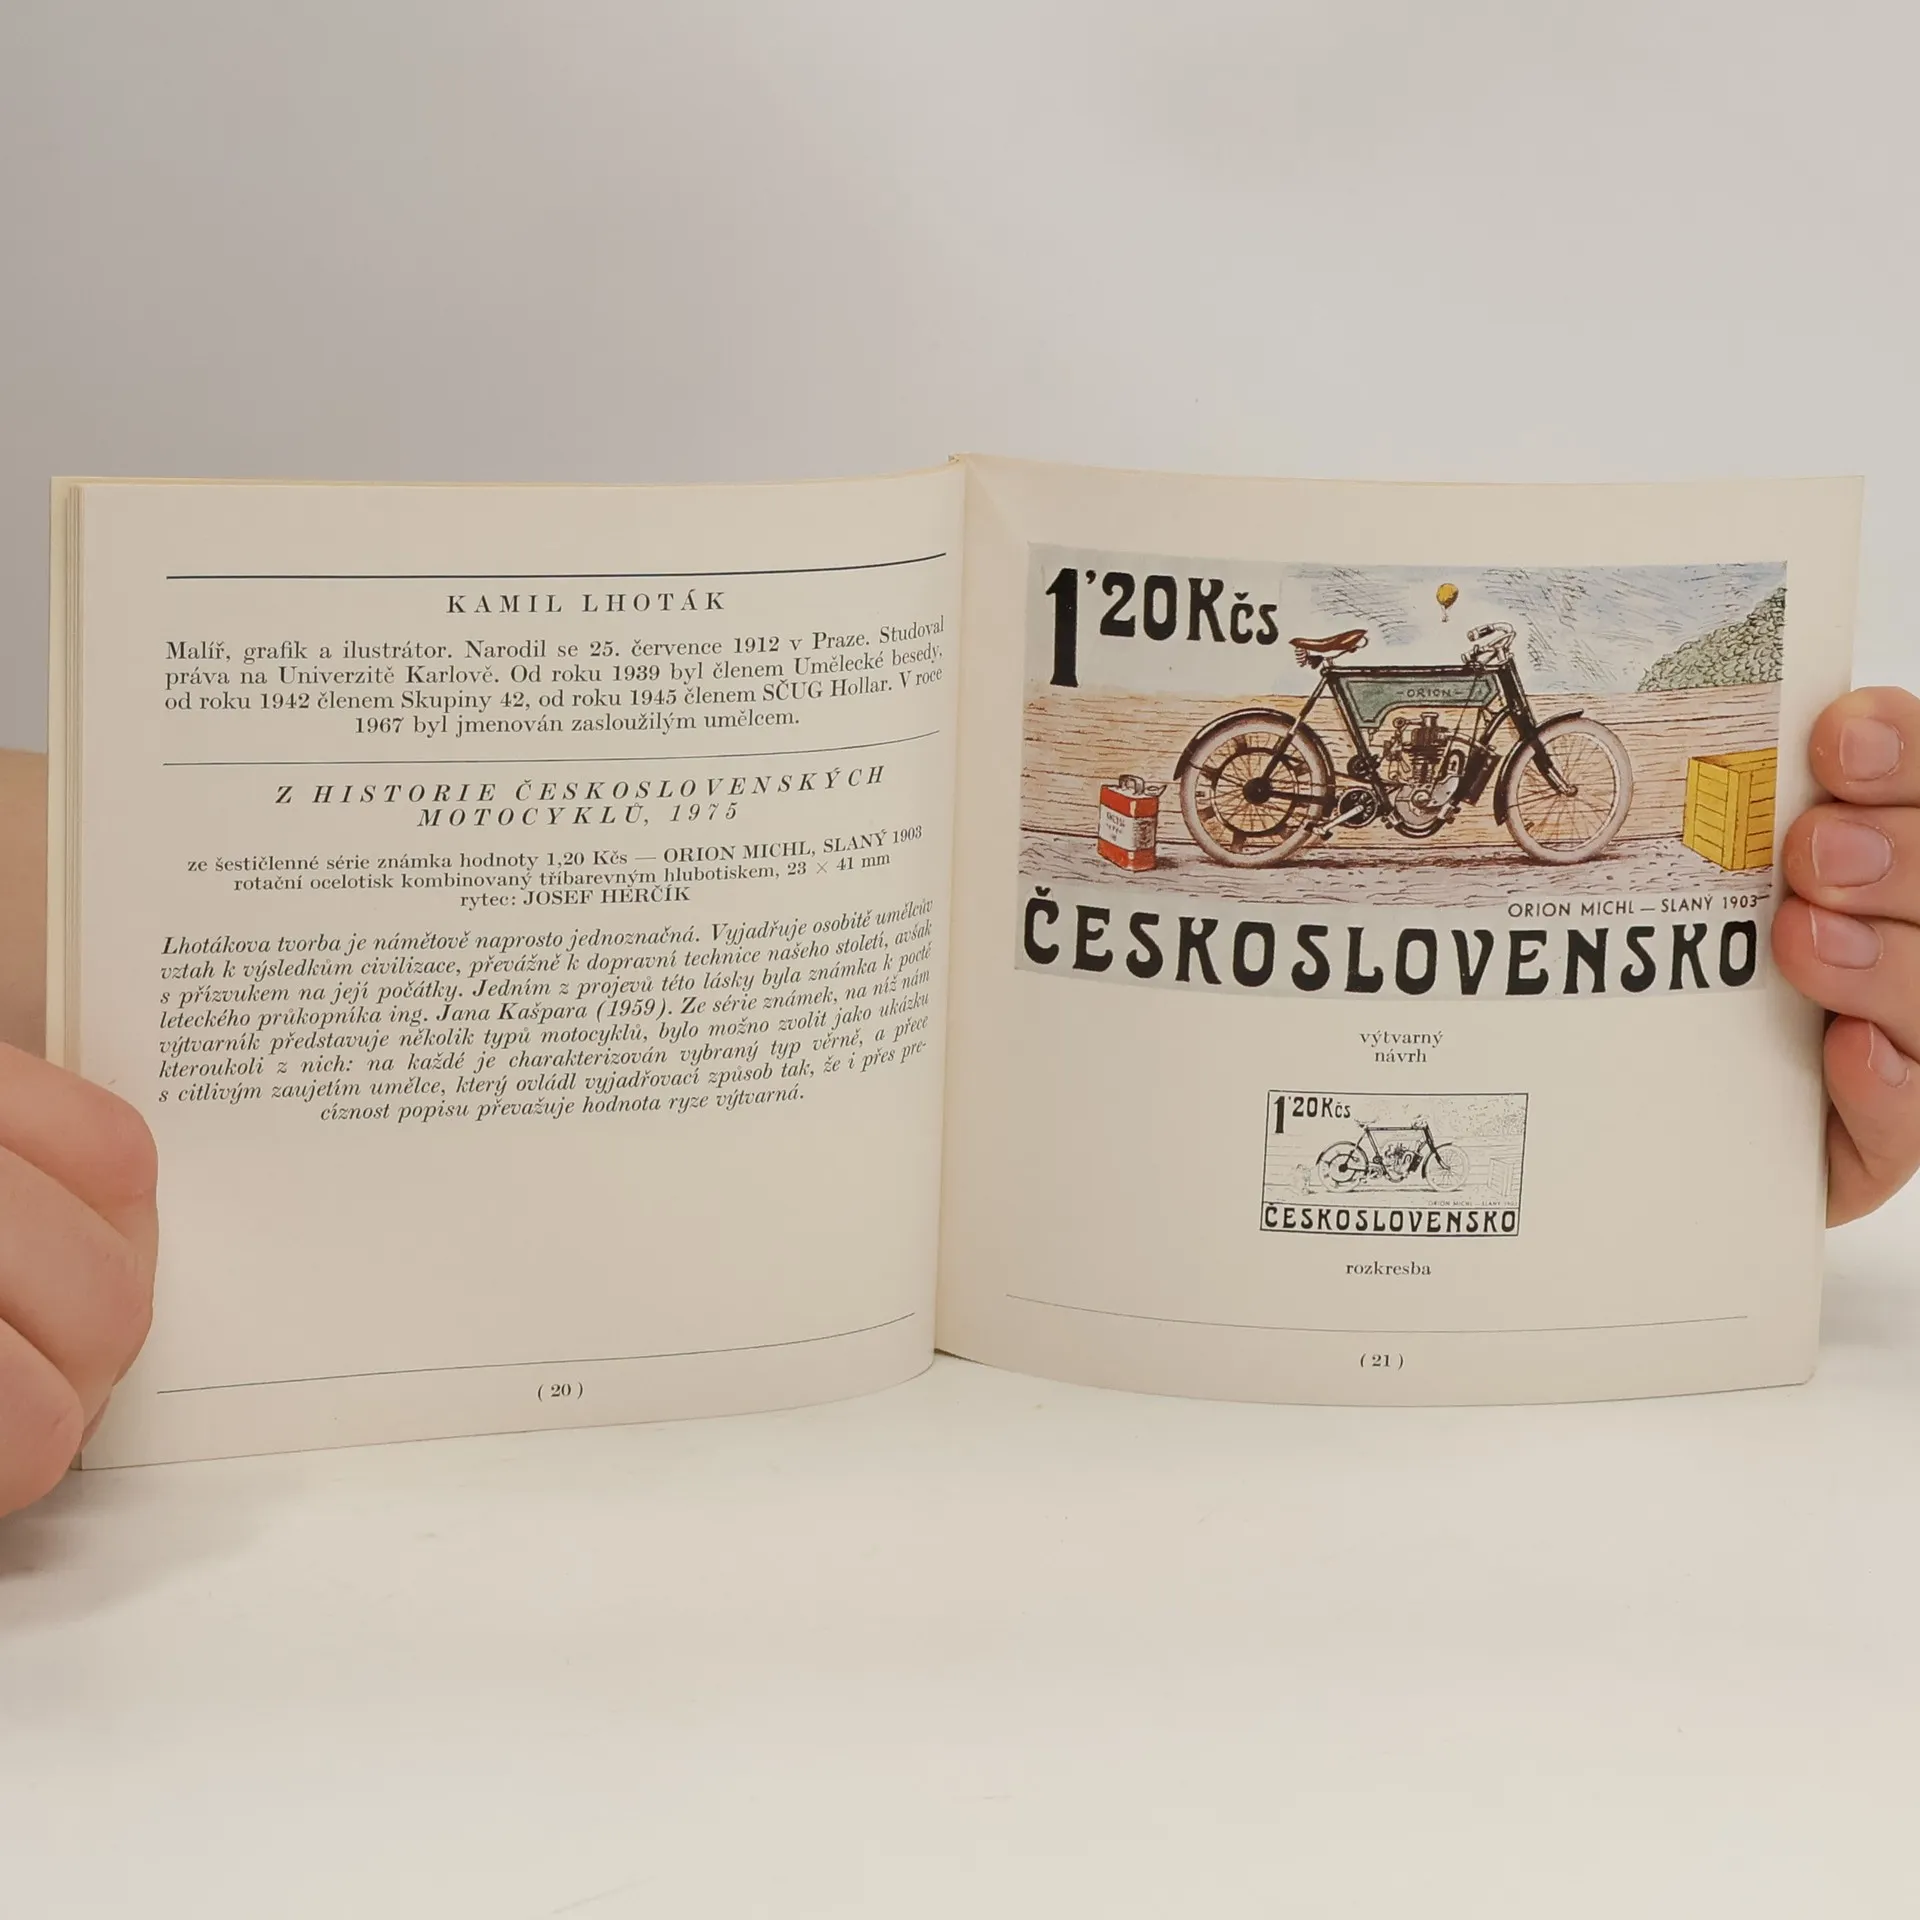 KAMIL LHOTÁK
Malíř, grafik a ilustrátor. Narodil se 25. července 1912 v Praze. Studoval
práva na Univerzitě Karlově. Od roku 1939 byl členem Umělecké besedy,
od roku 1942 členem Skupiny 42, od roku 1945 členem SČUG Hollar. V roce
1967 byl jmenován zasloužilým umělcem.
Z HISTORIE ČESKOSLOVENSKÝCH
MOTOCYKLŮ, 1975
ze šestičlenné série známka hodnoty 1,20 Kčs — ORION MICHL, SLANÝ 1903
rotační ocelotisk kombinovaný tříbarevným hlubotiskem, 23 × 41 mm
rytec: JOSEF HERČÍK
Lhotákova tvorba je námětově naprosto jednoznačná. Vyjadřuje osobitě umělcův
vztah k výsledkům civilizace, převážně k dopravní technice našeho století, avšak
s přízvukem na její počátky. Jedním z projevů této lásky byla známka k poctě
leteckého průkopníka ing. Jana Kašpara (1959). Ze série známek, na níž nám
výtvarník představuje několik typů motocyklů, bylo možno zvolit jako ukázku
kteroukoli z nich: na každé je charakterizován vybraný typ věrně, a přece
s citlivým zaujetím umělce, který ovládl vyjadřovací způsob tak, že i přes pre-
cíznost popisu převažuje hodnota ryze výtvarná.
( 20 )
1'20 Kčs
ORION
ORION MICHL — SLANÝ 1903
ČESKOSLOVENSKO
výtvarný
návrh
1'20 Kčs
ORION MICHL — SLANÝ 1903
ČESKOSLOVENSKO
rozkresba
( 21 )